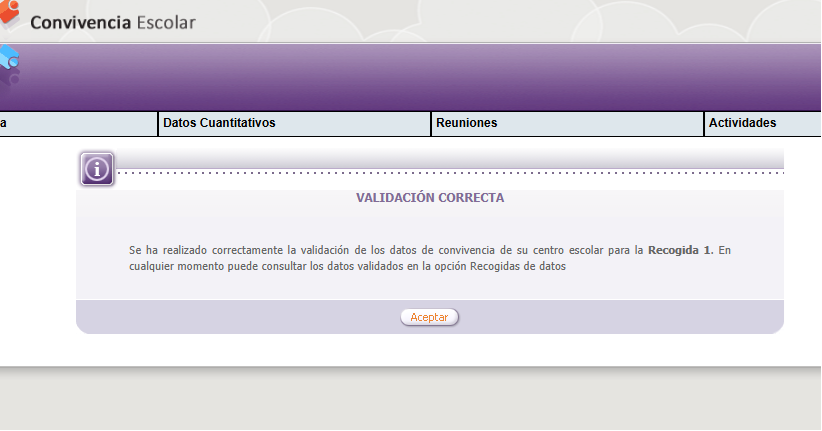 Convivencia Escolar
a
Datos Cuantitativos
Reuniones
Actividades
VALIDACIÓN CORRECTA
Se ha realizado correctamente la validación de los datos de convivencia de su centro escolar para la Recogida 1. En
cualquier momento puede consultar los datos validados en la opción Recogidas de datos
Aceptar